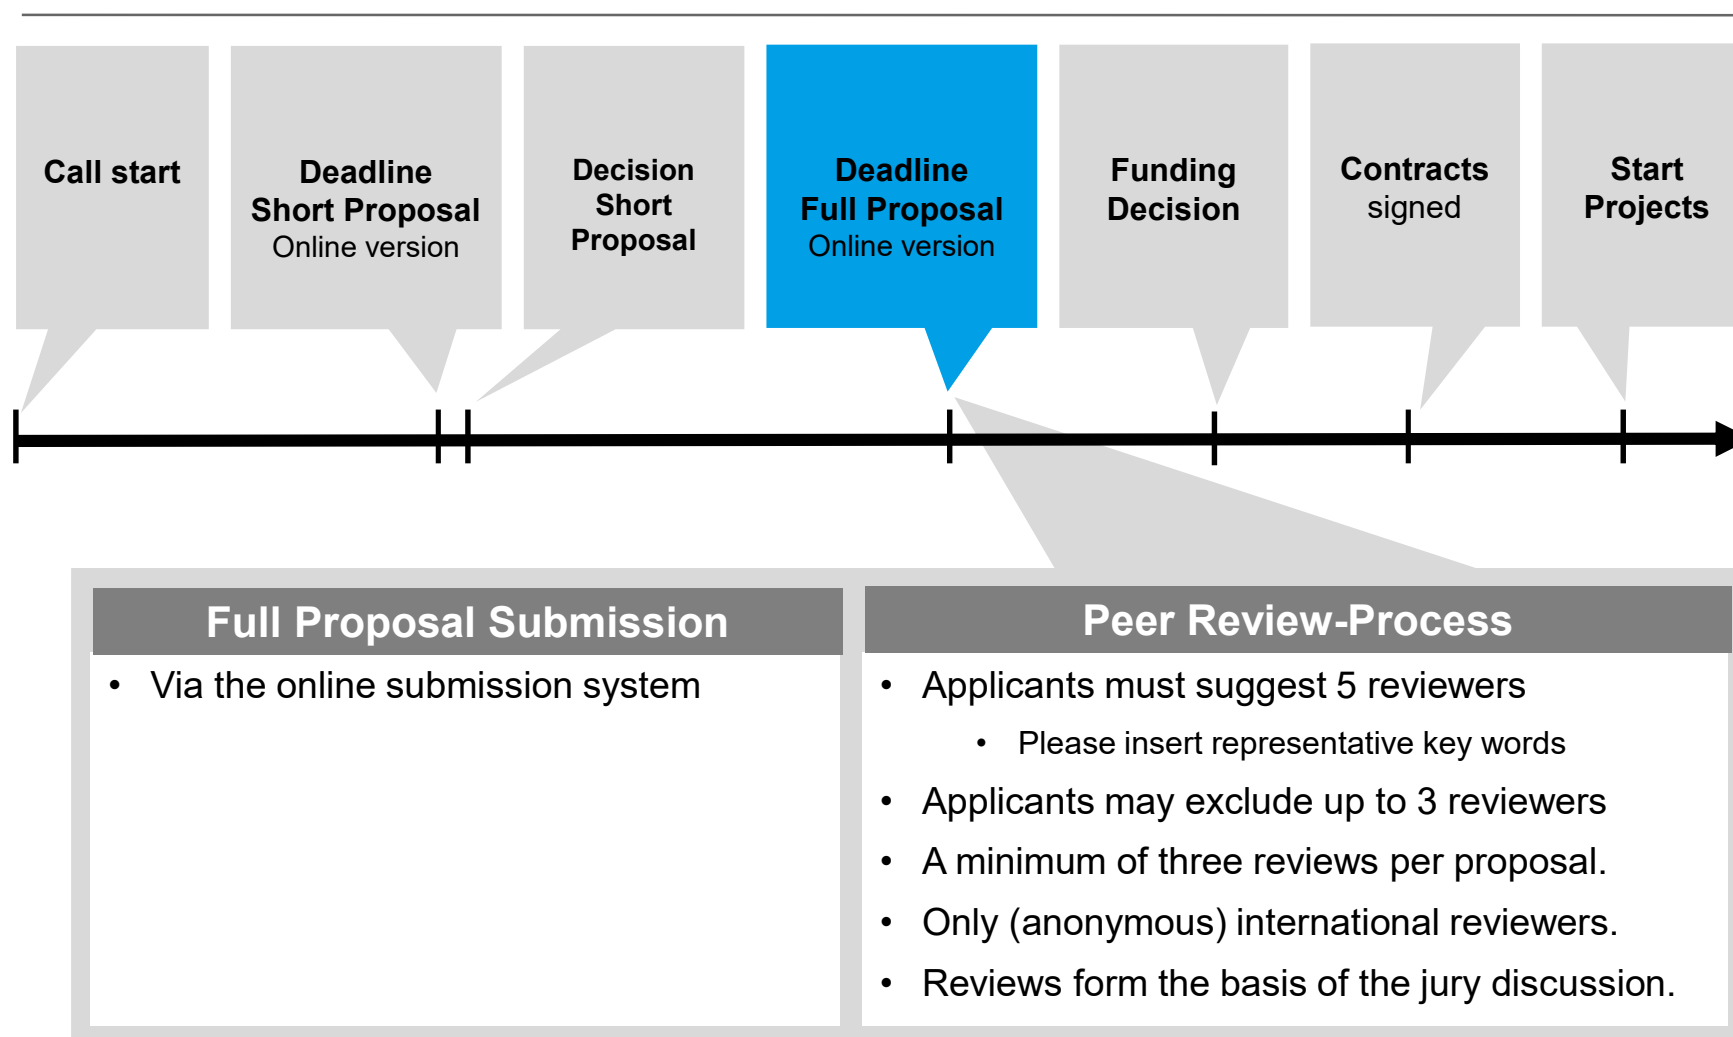 Call start
Deadline
Short Proposal
Online version
Decision
Short
Proposal
Deadline
Full Proposal
Online version
Funding
Decision
Contracts
signed
Start
Projects
Full Proposal Submission
• Via the online submission system
Peer Review-Process
• Applicants must suggest 5 reviewers
• Please insert representative key words
• Applicants may exclude up to 3 reviewers
• A minimum of three reviews per proposal.
• Only (anonymous) international reviewers.
• Reviews form the basis of the jury discussion.